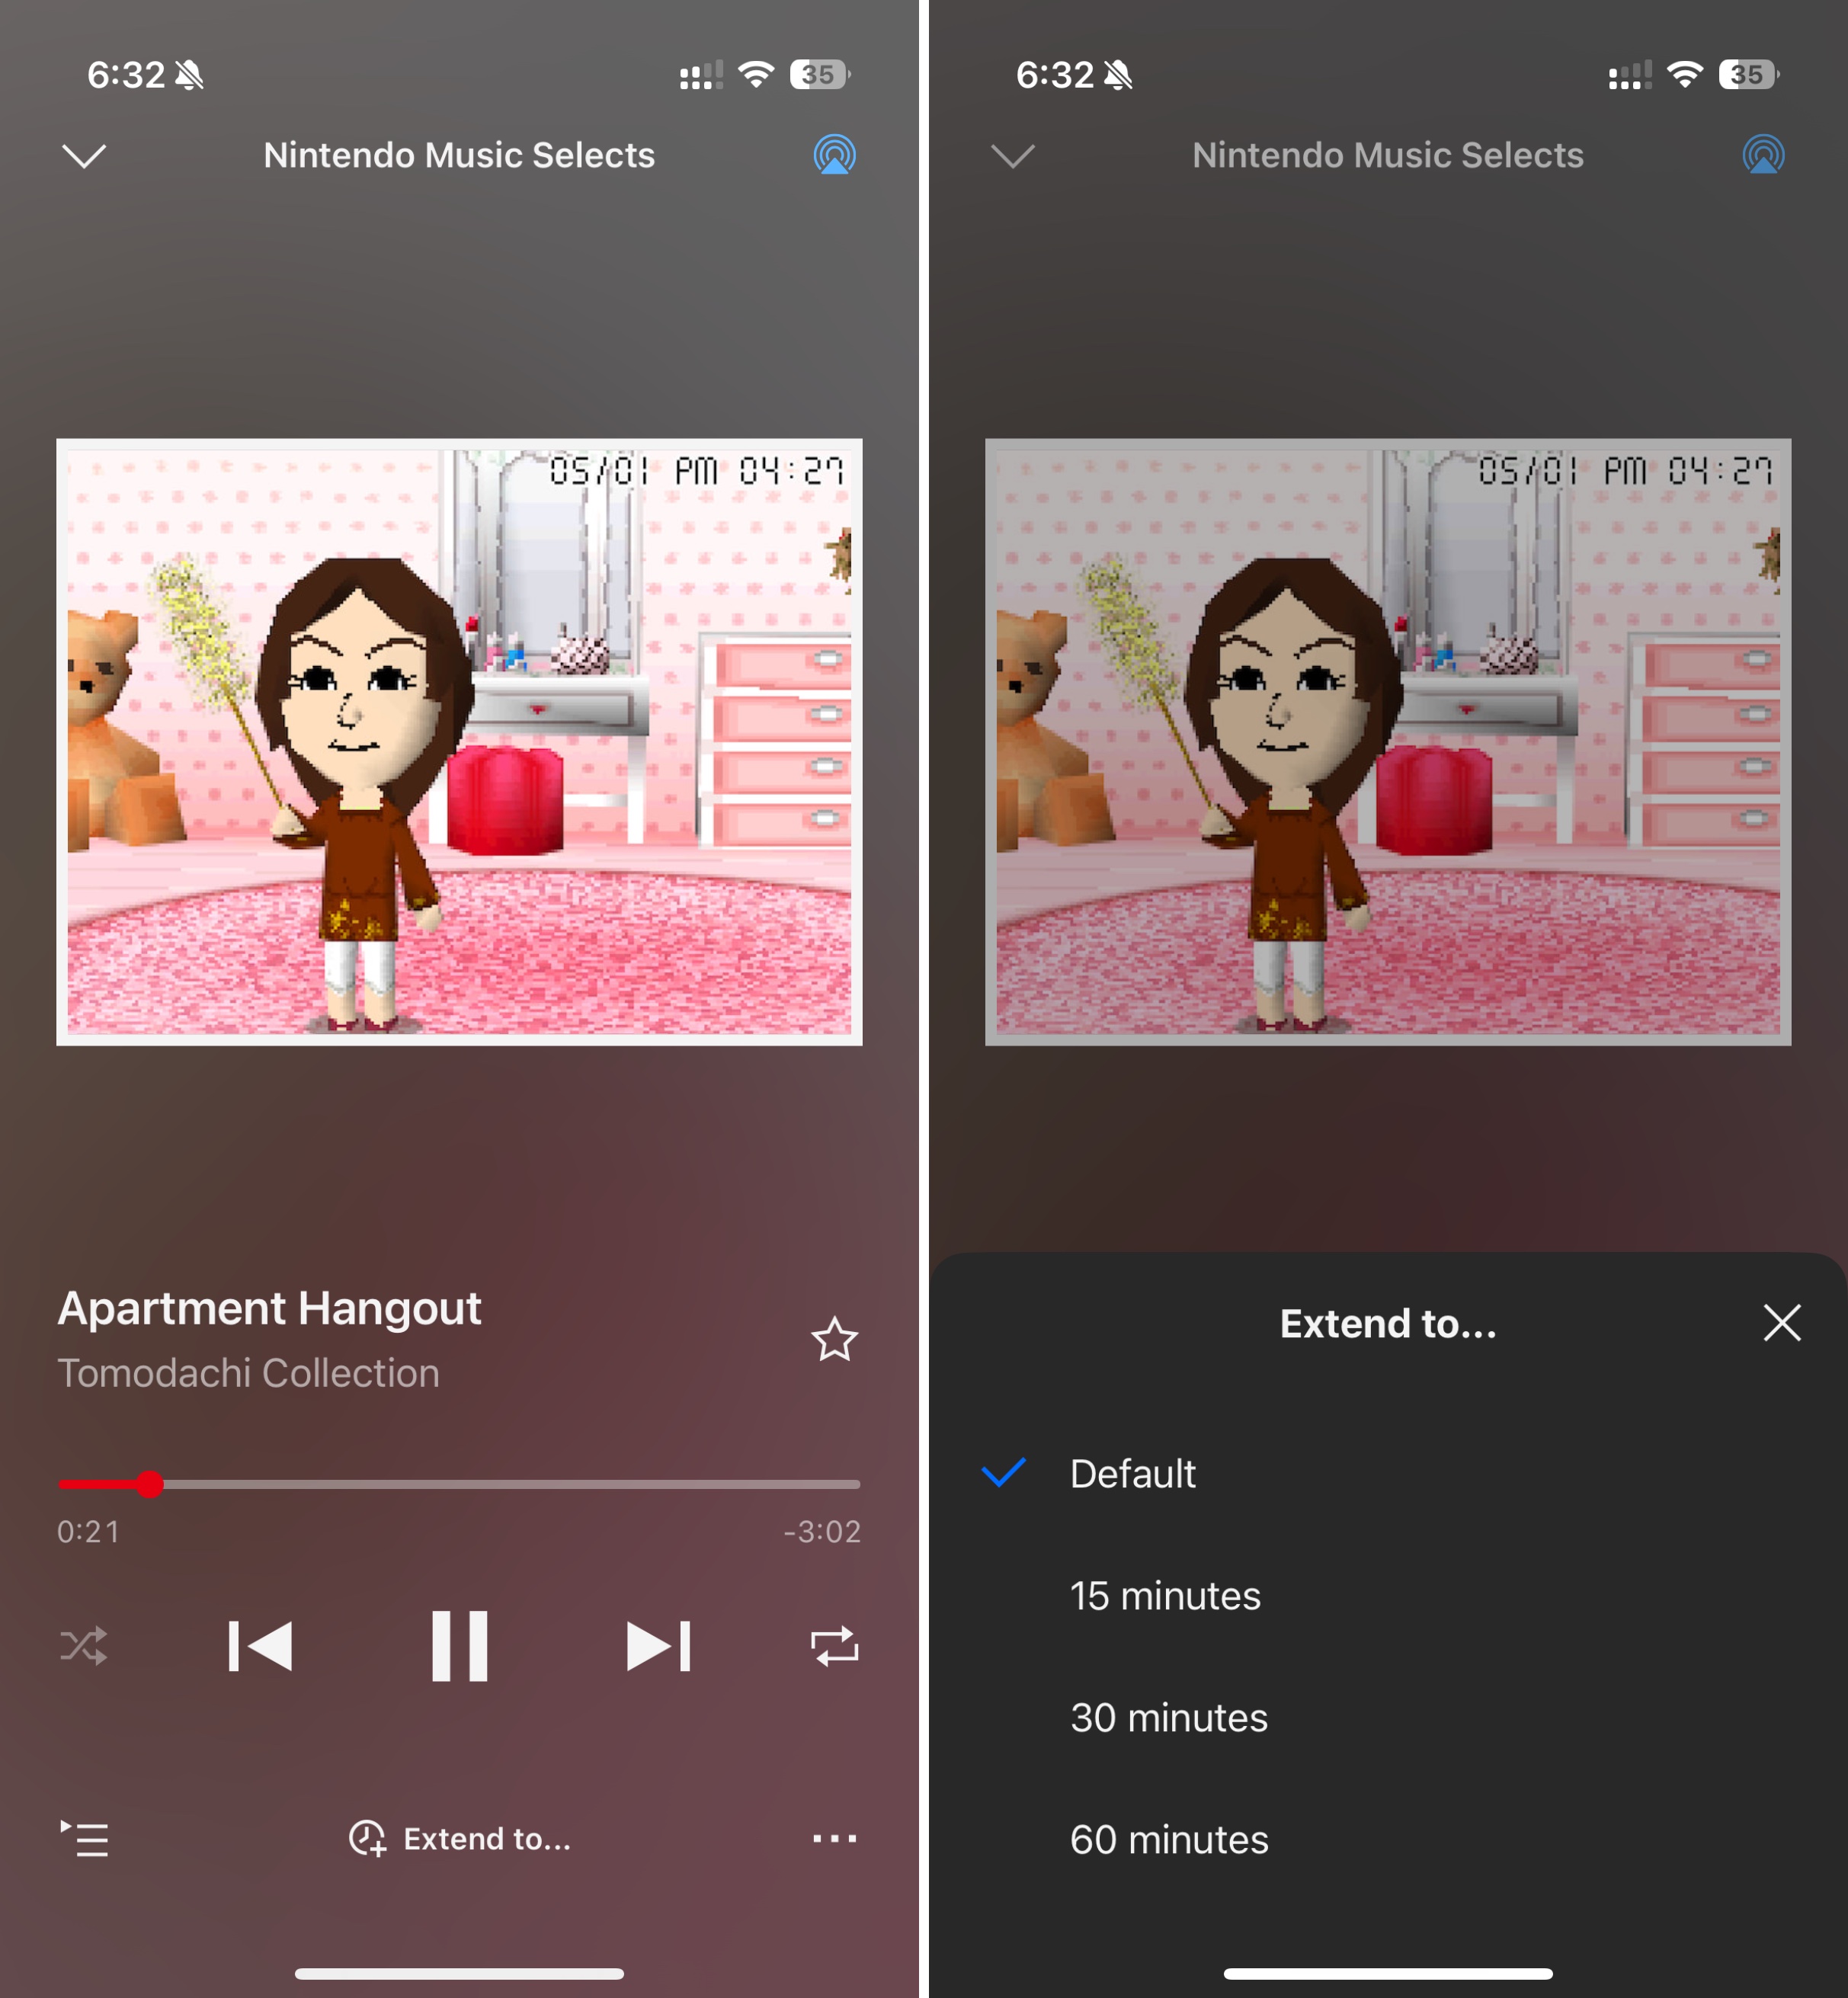 6:32
35
Nintendo Music Selects
05/01 PM 04:27
Apartment Hangout
Tomodachi Collection
0:21
-3:02
Extend to...
6:32
35
Nintendo Music Selects
05/01 PM 04:27
Extend to...
Default
15 minutes
30 minutes
60 minutes